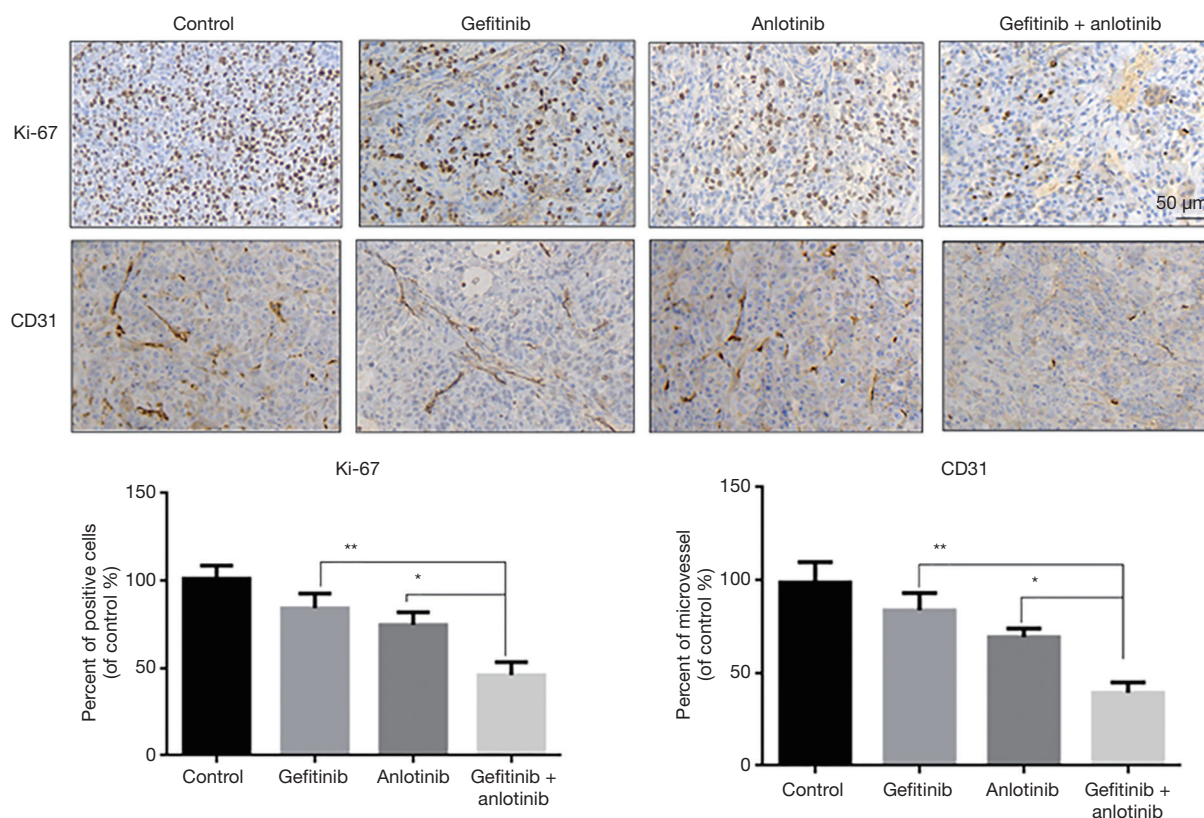 Control Gefitinib Anlotinib Gefitinib + anlotinib
Ki-67
50 μm
CD31
Ki-67
150
100
50
0
Percent of positive cells
(of control %)
**
*
Control Gefitinib Anlotinib Gefitinib +
anlotinib
CD31
150
100
50
0
Percent of microvessel
(of control %)
**
*
Control Gefitinib Anlotinib Gefitinib +
anlotinib